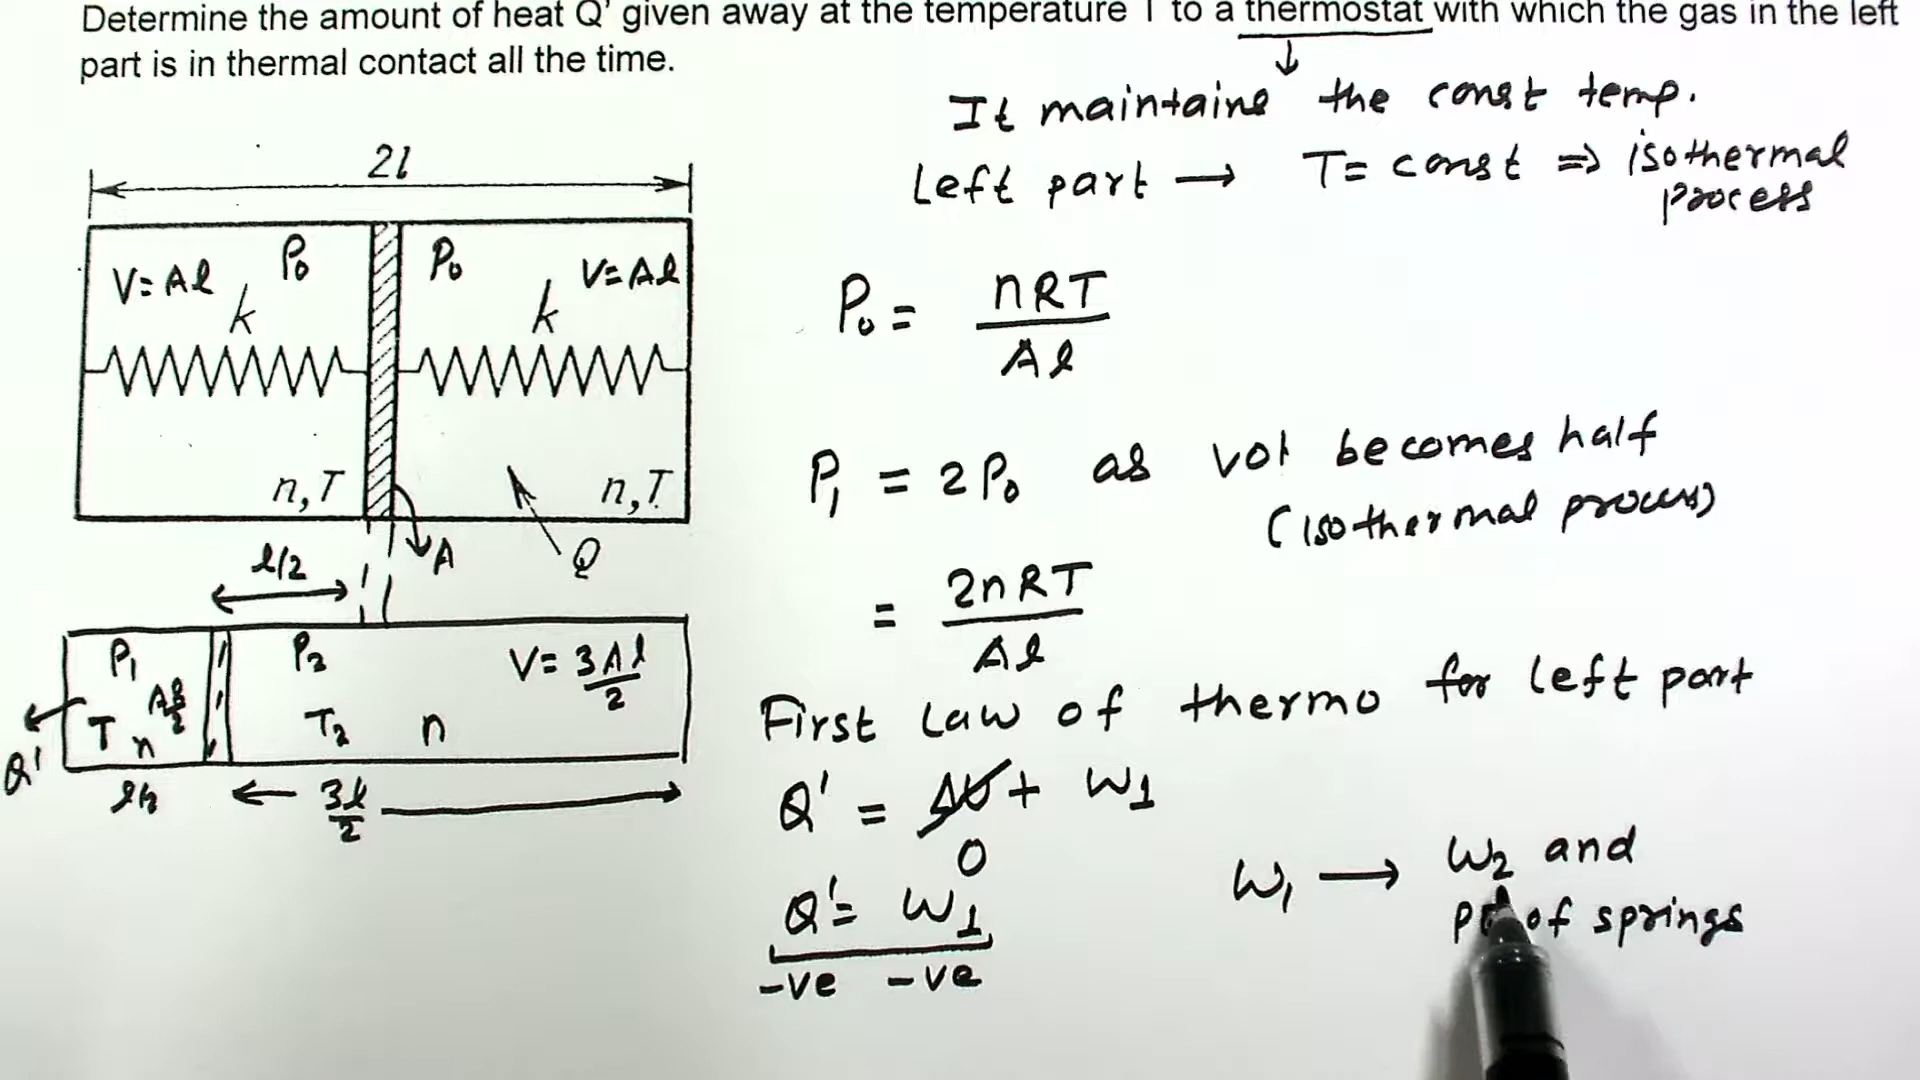 Determine the amount of heat Q' given away at the temperature T to a thermostat with which the gas in the left
part is in thermal contact all the time.
It maintains the const temp.
Left part → T = const ⇒ isothermal
process
2l
V = Al P₀
P₀ V = Al
k
k
n, T
n, T
A
Q
l/2
P₀ = nRT / Al
P₁ = 2P₀ as vol becomes half
(isothermal process)
= 2nRT / Al
P₁ P₂ V = 3Al / 2
T n Al/2 T₂ n
Q'
l/2 3l / 2
First Law of thermo for left part
Q' = ΔU + W₁
0
Q' = W₁
-ve -ve
W₁ → W₂ and
of springs